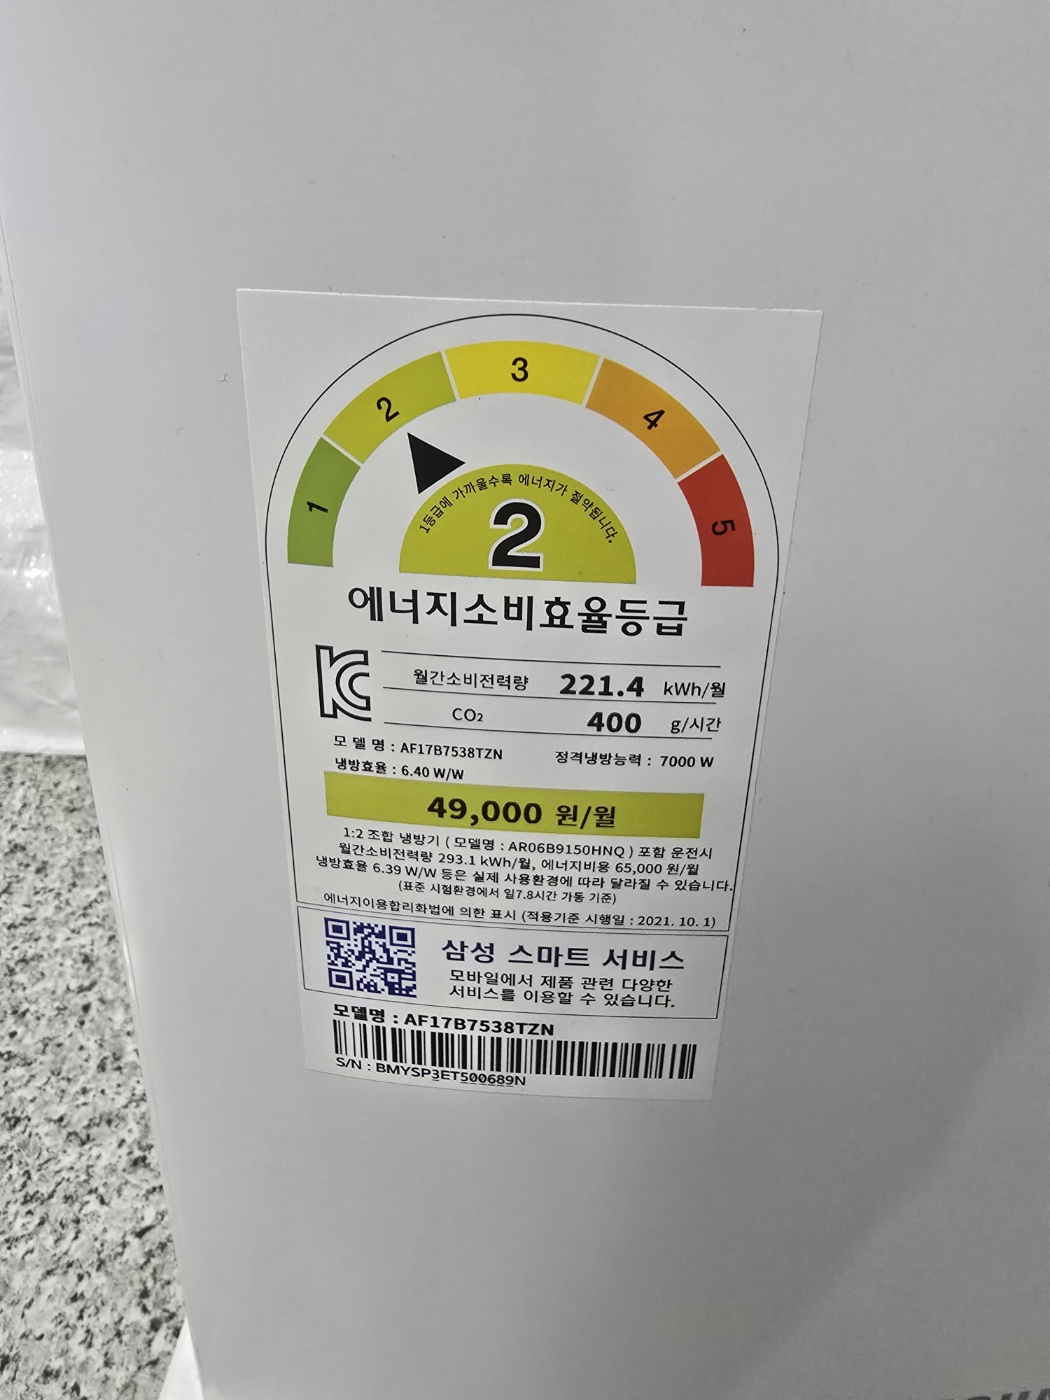 1
2
3
4
5
1등급에 가까울수록 에너지가 절약됩니다.
2
에너지소비효율등급
월간소비전력량 221.4 kWh/월
CO₂ 400 g/시간
모 델 명 : AF17B7538TZN 정격냉방능력 : 7000 W
냉방효율 : 6.40 W/W
49,000 원/월
1:2 조합 냉방기 ( 모델명 : AR06B9150HNQ ) 포함 운전시
월간소비전력량 293.1 kWh/월, 에너지비용 65,000 원/월
냉방효율 6.39 W/W 등은 실제 사용환경에 따라 달라질 수 있습니다.
(표준 시험환경에서 일7.8시간 가동 기준)
에너지이용합리화법에 의한 표시 (적용기준 시행일 : 2021. 10. 1)
삼성 스마트 서비스
모바일에서 제품 관련 다양한
서비스를 이용할 수 있습니다.
모델명 : AF17B7538TZN
S/N : BMYSP3ET500689N